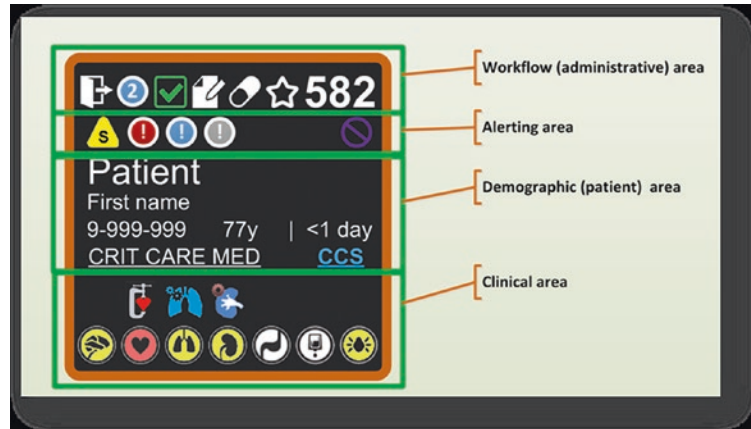 2 582
S ! ! !
Patient
First name
9-999-999 77y | <1 day
CRIT CARE MED CCS
Workflow (administrative) area
Alerting area
Demographic (patient) area
Clinical area